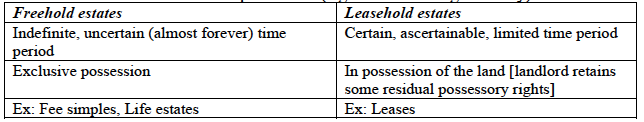 Freehold estates
Leasehold estates
Indefinite, uncertain (almost forever) time
period
Certain, ascertainable, limited time period
Exclusive possession
In possession of the land [landlord retains
some residual possessory rights]
Ex: Fee simples, Life estates
Ex: Leases